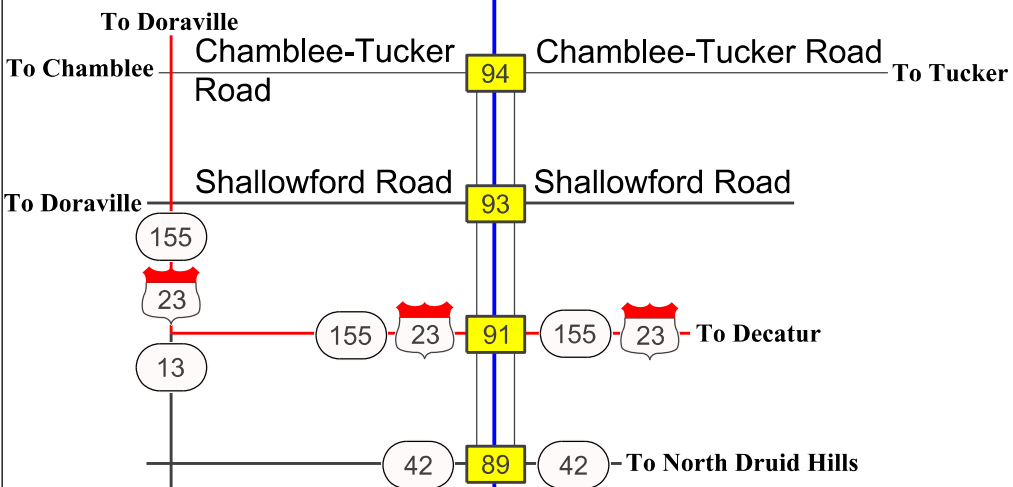 To Doraville
To Chamblee
Chamblee-Tucker
Road
94
Chamblee-Tucker Road
To Tucker
To Doraville
Shallowford Road
93
Shallowford Road
155
23
155
23
91
155
23
To Decatur
13
42
89
42
To North Druid Hills